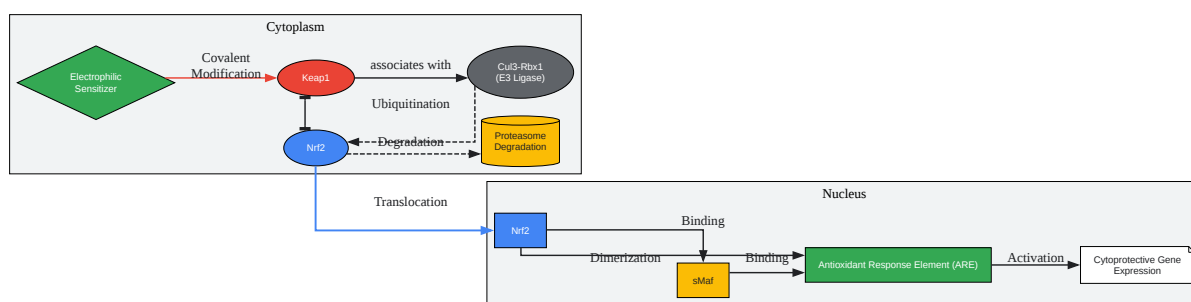 Cytoplasm
Electrophilic
Sensitizer
Covalent
Modification
Keap1
associates with
Cul3-Rbx1
(E3 Ligase)
Ubiquitination
Nrf2
Degradation
Proteasome
Degradation
Translocation
Nucleus
Nrf2
Binding
Dimerization
sMaf
Binding
Antioxidant Response Element (ARE)
Activation
Cytoprotective Gene
Expression